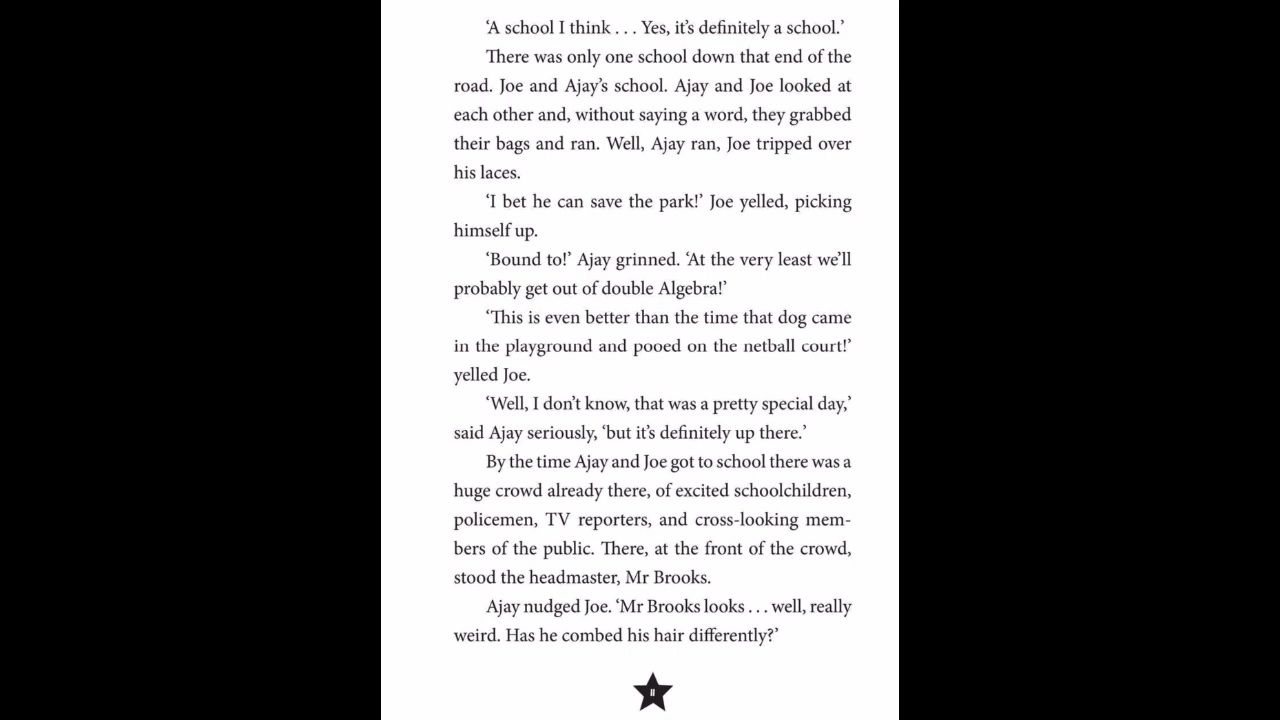 ‘A school I think . . . Yes, it’s definitely a school.’
There was only one school down that end of the
road. Joe and Ajay’s school. Ajay and Joe looked at
each other and, without saying a word, they grabbed
their bags and ran. Well, Ajay ran, Joe tripped over
his laces.
‘I bet he can save the park!’ Joe yelled, picking
himself up.
‘Bound to!’ Ajay grinned. ‘At the very least we’ll
probably get out of double Algebra!’
‘This is even better than the time that dog came
in the playground and pooed on the netball court!’
yelled Joe.
‘Well, I don’t know, that was a pretty special day,’
said Ajay seriously, ‘but it’s definitely up there.’
By the time Ajay and Joe got to school there was a
huge crowd already there, of excited schoolchildren,
policemen, TV reporters, and cross-looking mem-
bers of the public. There, at the front of the crowd,
stood the headmaster, Mr Brooks.
Ajay nudged Joe. ‘Mr Brooks looks . . . well, really
weird. Has he combed his hair differently?’
11